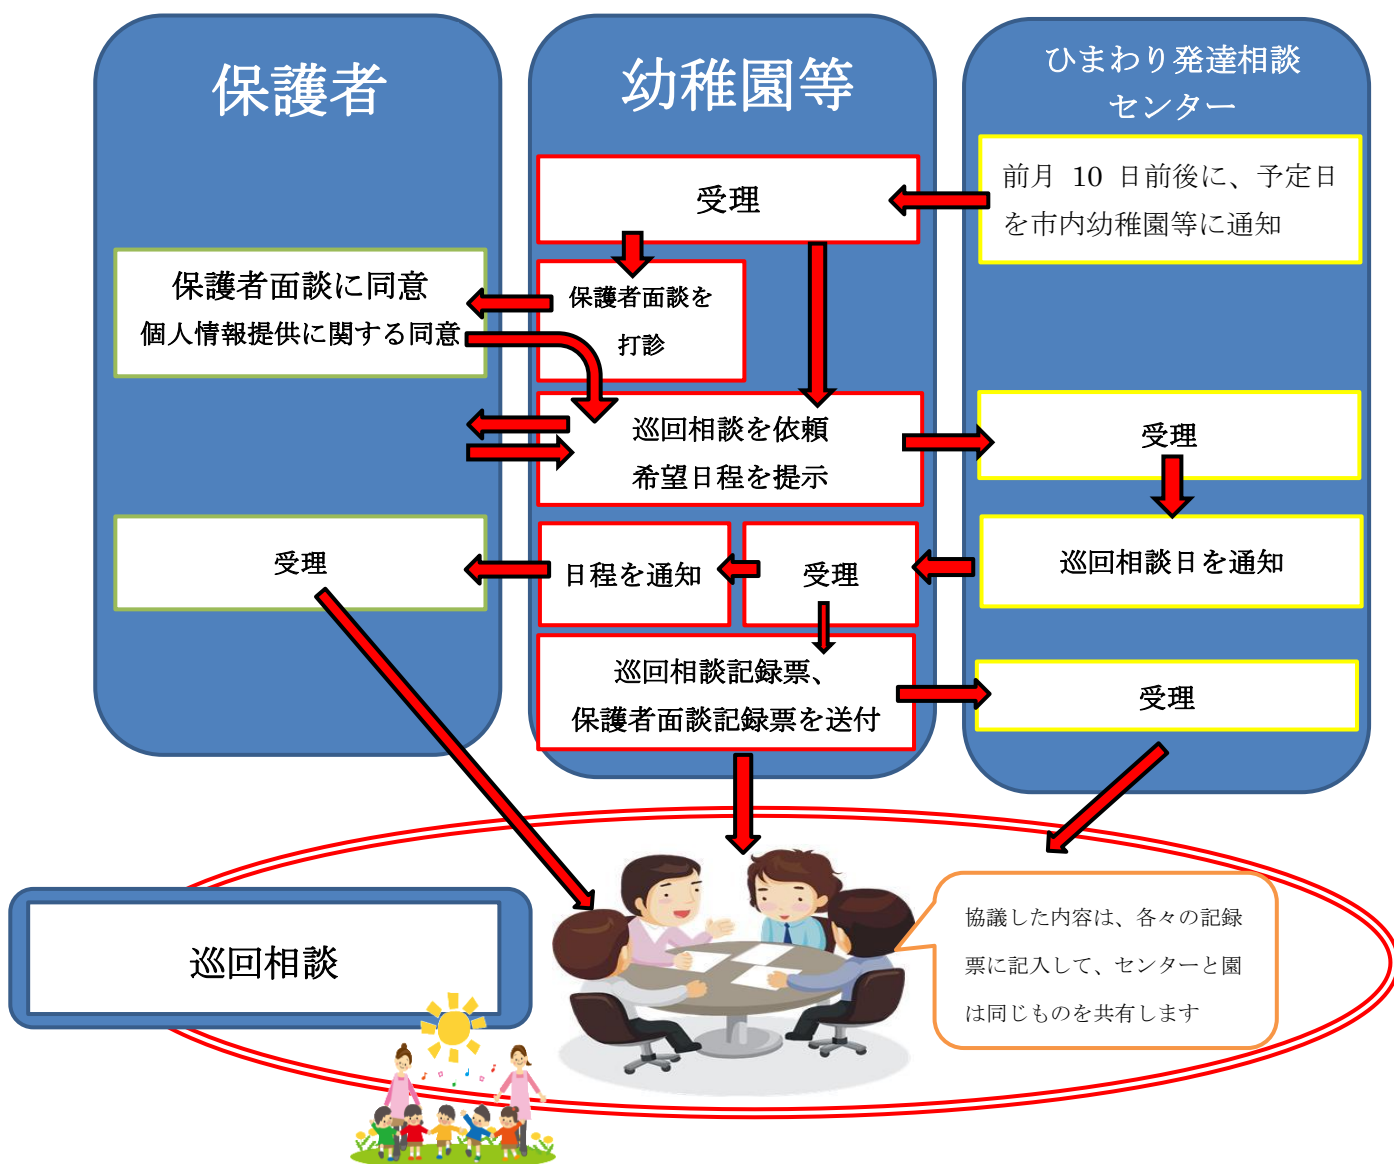 保護者
幼稚園等
ひまわり発達相談
センター
前月 10 日前後に、予定日
を市内幼稚園等に通知
受理
保護者面談に同意
個人情報提供に関する同意
保護者面談を
打診
巡回相談を依頼
希望日程を提示
受理
受理
日程を通知
受理
巡回相談日を通知
巡回相談記録票、
保護者面談記録票を送付
受理
巡回相談
協議した内容は、各々の記録
票に記入して、センターと園
は同じものを共有します